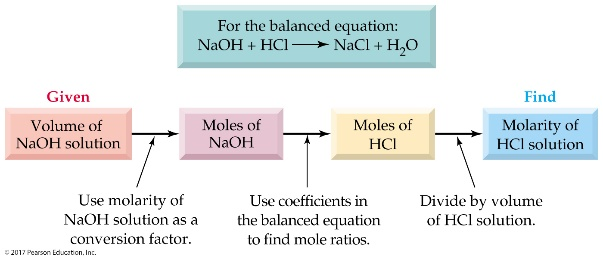 For the balanced equation:
NaOH + HCl ⟶ NaCl + H₂O
Given
Find
Volume of
NaOH solution
Moles of
NaOH
Moles of
HCl
Molarity of
HCl solution
Use molarity of
NaOH solution as a
conversion factor.
Use coefficients in
the balanced equation
to find mole ratios.
Divide by volume
of HCl solution.
© 2017 Pearson Education, Inc.